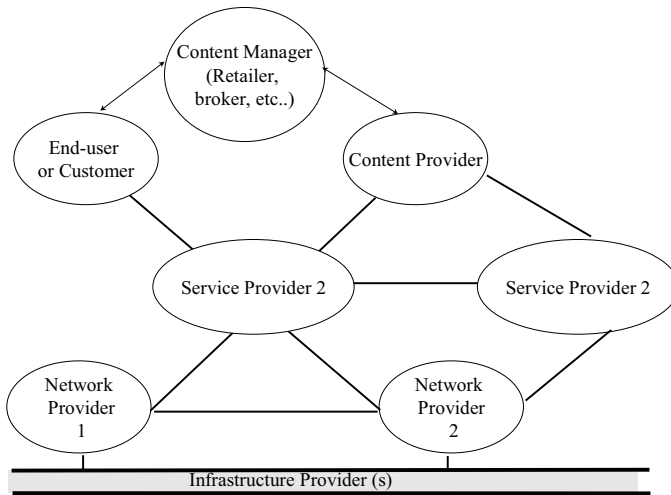 Content Manager
(Retailer,
broker, etc..)
End-user
or Customer
Content Provider
Service Provider 2
Service Provider 2
Network
Provider
1
Network
Provider
2
Infrastructure Provider (s)